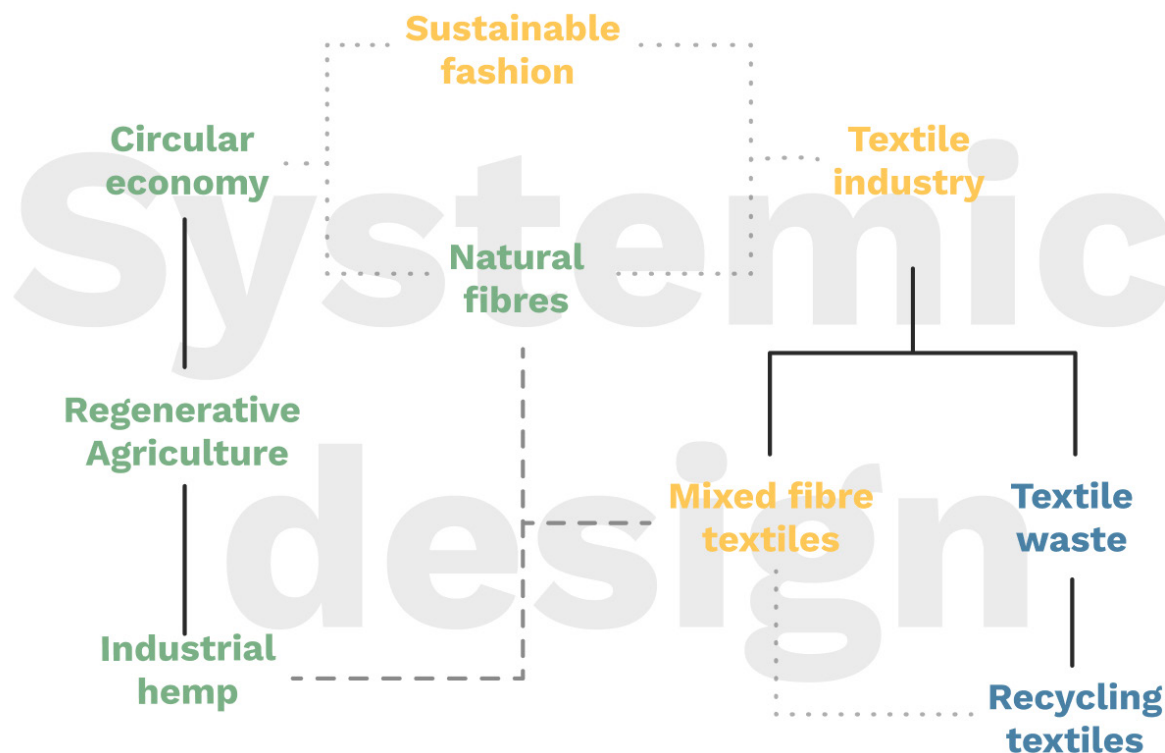 Systemic
design
Sustainable
fashion
Circular
economy
Textile
industry
Natural
fibres
Regenerative
Agriculture
Mixed fibre
textiles
Textile
waste
Industrial
hemp
Recycling
textiles